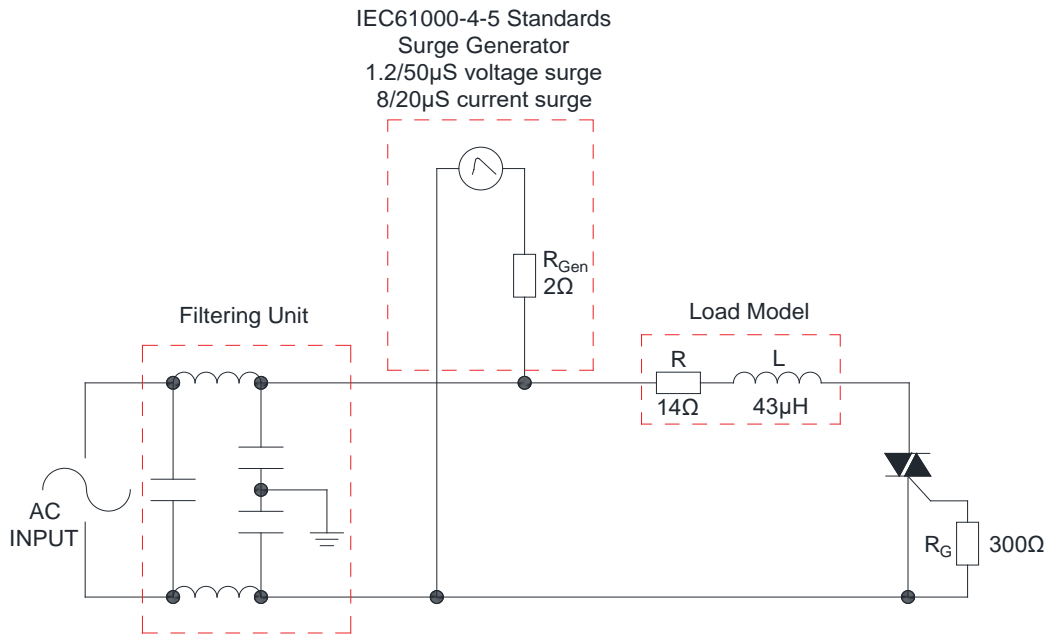 IEC61000-4-5 Standards
Surge Generator
1.2/50μS voltage surge
8/20μS current surge
RGen
2Ω
Filtering Unit
Load Model
R
L
14Ω
43μH
AC
INPUT
RG
300Ω